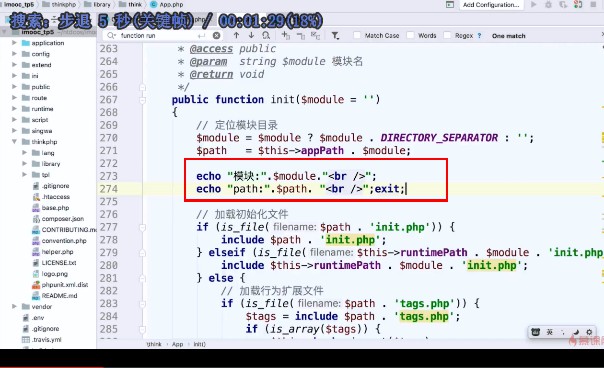 imooc_tp5 thinkphp library think App.php
Add Configuration...
搜索: 步退 5 秒(关键帧) / 00:01:29(18%)
imooc_tp5
function run
Match Case Words Regex ? One match
application
config
extend
ini
public
route
runtime
script
singwa
thinkphp
lang
library
tpl
.gitignore
.htaccess
base.php
composer.json
CONTRIBUTING.m
convention.php
helper.php
LICENSE.txt
logo.png
phpunit.xml.dist
README.md
vendor
.env
.gitignore
.travis.yml
263
264 * @access public
265 * @param string $module 模块名
266 * @return void
266 */
267 public function init($module = '')
268 {
269 // 定位模块目录
270 $module = $module ? $module . DIRECTORY_SEPARATOR : '';
271 $path = $this->appPath . $module;
272
273 echo "模块:".$module."<br />";
274 echo "path:".$path. "<br />";exit;
275
276 // 加载初始化文件
277 if (is_file( filename: $path . 'init.php')) {
278 include $path . 'init.php';
279 } elseif (is_file( filename: $this->runtimePath . $module . 'init.php
280 include $this->runtimePath . $module . 'init.php';
281 } else {
282 // 加载行为扩展文件
283 if (is_file( filename: $path . 'tags.php')) {
284 $tags = include $path . 'tags.php';
285 if (is_array($tags)) {
\think App init()
英
慕课网